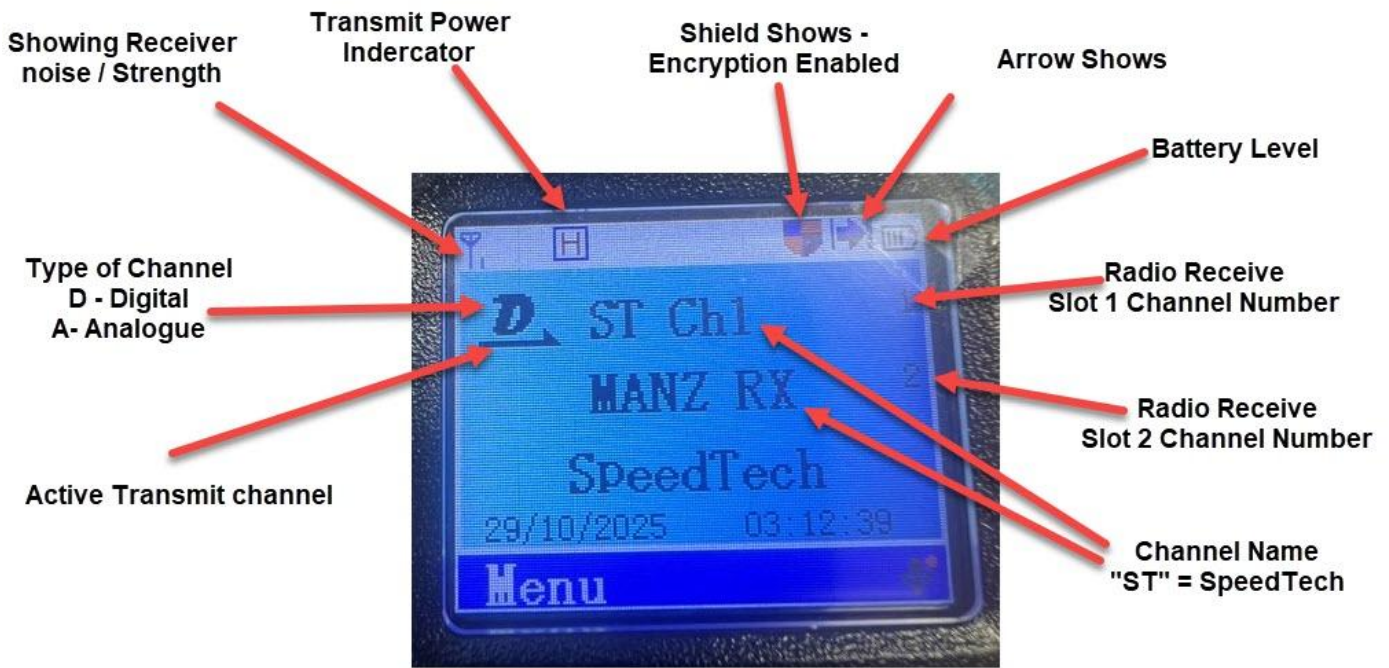 Showing Receiver
noise / Strength
Transmit Power
Indercator
Shield Shows -
Encryption Enabled
Arrow Shows
Battery Level
Type of Channel
D - Digital
A- Analogue
Radio Receive
Slot 1 Channel Number
Radio Receive
Slot 2 Channel Number
Active Transmit channel
Channel Name
"ST" = SpeedTech
H
D ST Ch1 1
MANZ RX 2
SpeedTech
29/10/2025 03:12:39
Menu